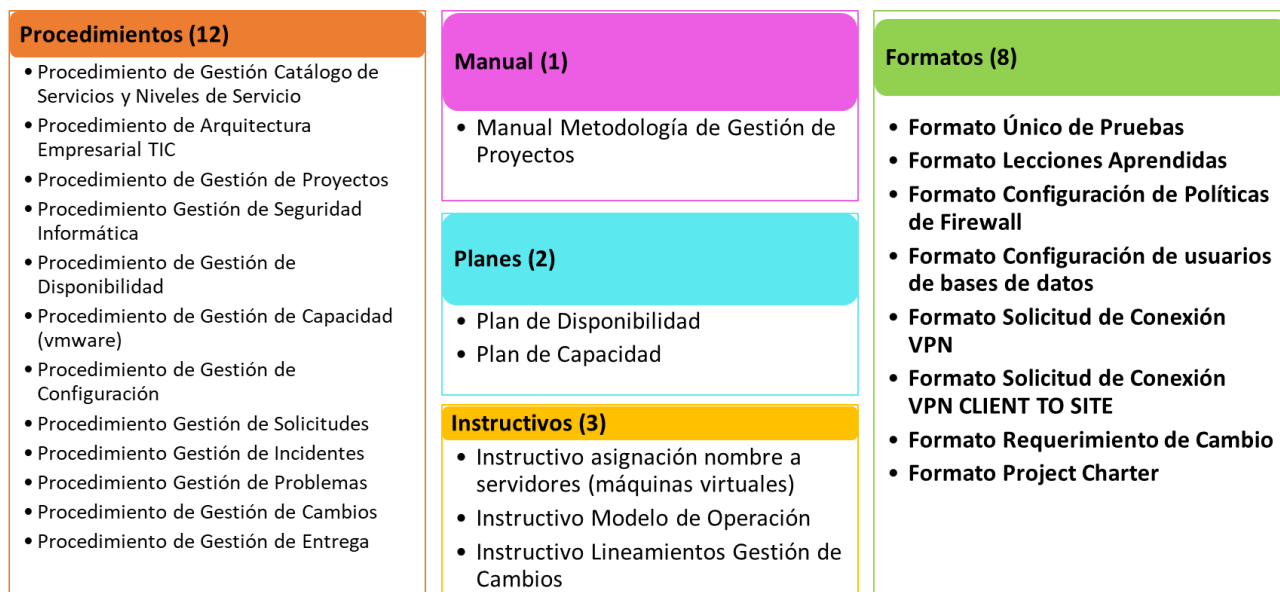 Procedimientos (12)
• Procedimiento de Gestión Catálogo de
Servicios y Niveles de Servicio
• Procedimiento de Arquitectura
Empresarial TIC
• Procedimiento de Gestión de Proyectos
• Procedimiento Gestión de Seguridad
Informática
• Procedimiento de Gestión de
Disponibilidad
• Procedimiento de Gestión de Capacidad
(vmware)
• Procedimiento de Gestión de
Configuración
• Procedimiento Gestión de Solicitudes
• Procedimiento Gestión de Incidentes
• Procedimiento Gestión de Problemas
• Procedimiento de Gestión de Cambios
• Procedimiento de Gestión de Entrega
Manual (1)
• Manual Metodología de Gestión de
Proyectos
Planes (2)
• Plan de Disponibilidad
• Plan de Capacidad
Instructivos (3)
• Instructivo asignación nombre a
servidores (máquinas virtuales)
• Instructivo Modelo de Operación
• Instructivo Lineamientos Gestión de
Cambios
Formatos (8)
• Formato Único de Pruebas
• Formato Lecciones Aprendidas
• Formato Configuración de Políticas
de Firewall
• Formato Configuración de usuarios
de bases de datos
• Formato Solicitud de Conexión
VPN
• Formato Solicitud de Conexión
VPN CLIENT TO SITE
• Formato Requerimiento de Cambio
• Formato Project Charter